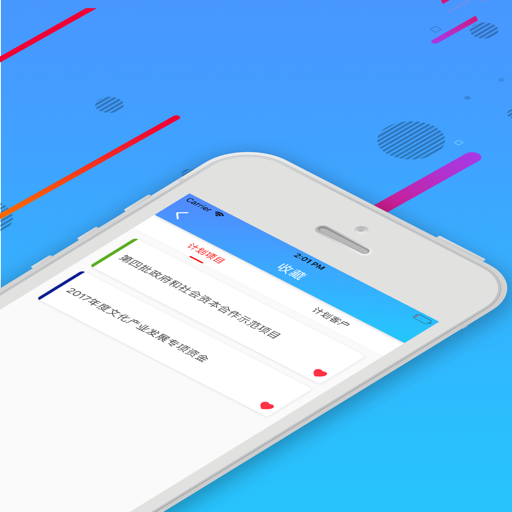 Carrier
2:01 PM
收藏
计划项目
计划客户
第四批政府和社会资本合作示范项目
2017年度文化产业发展专项资金